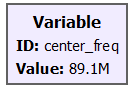 Variable
ID: center_freq
Value: 89.1M